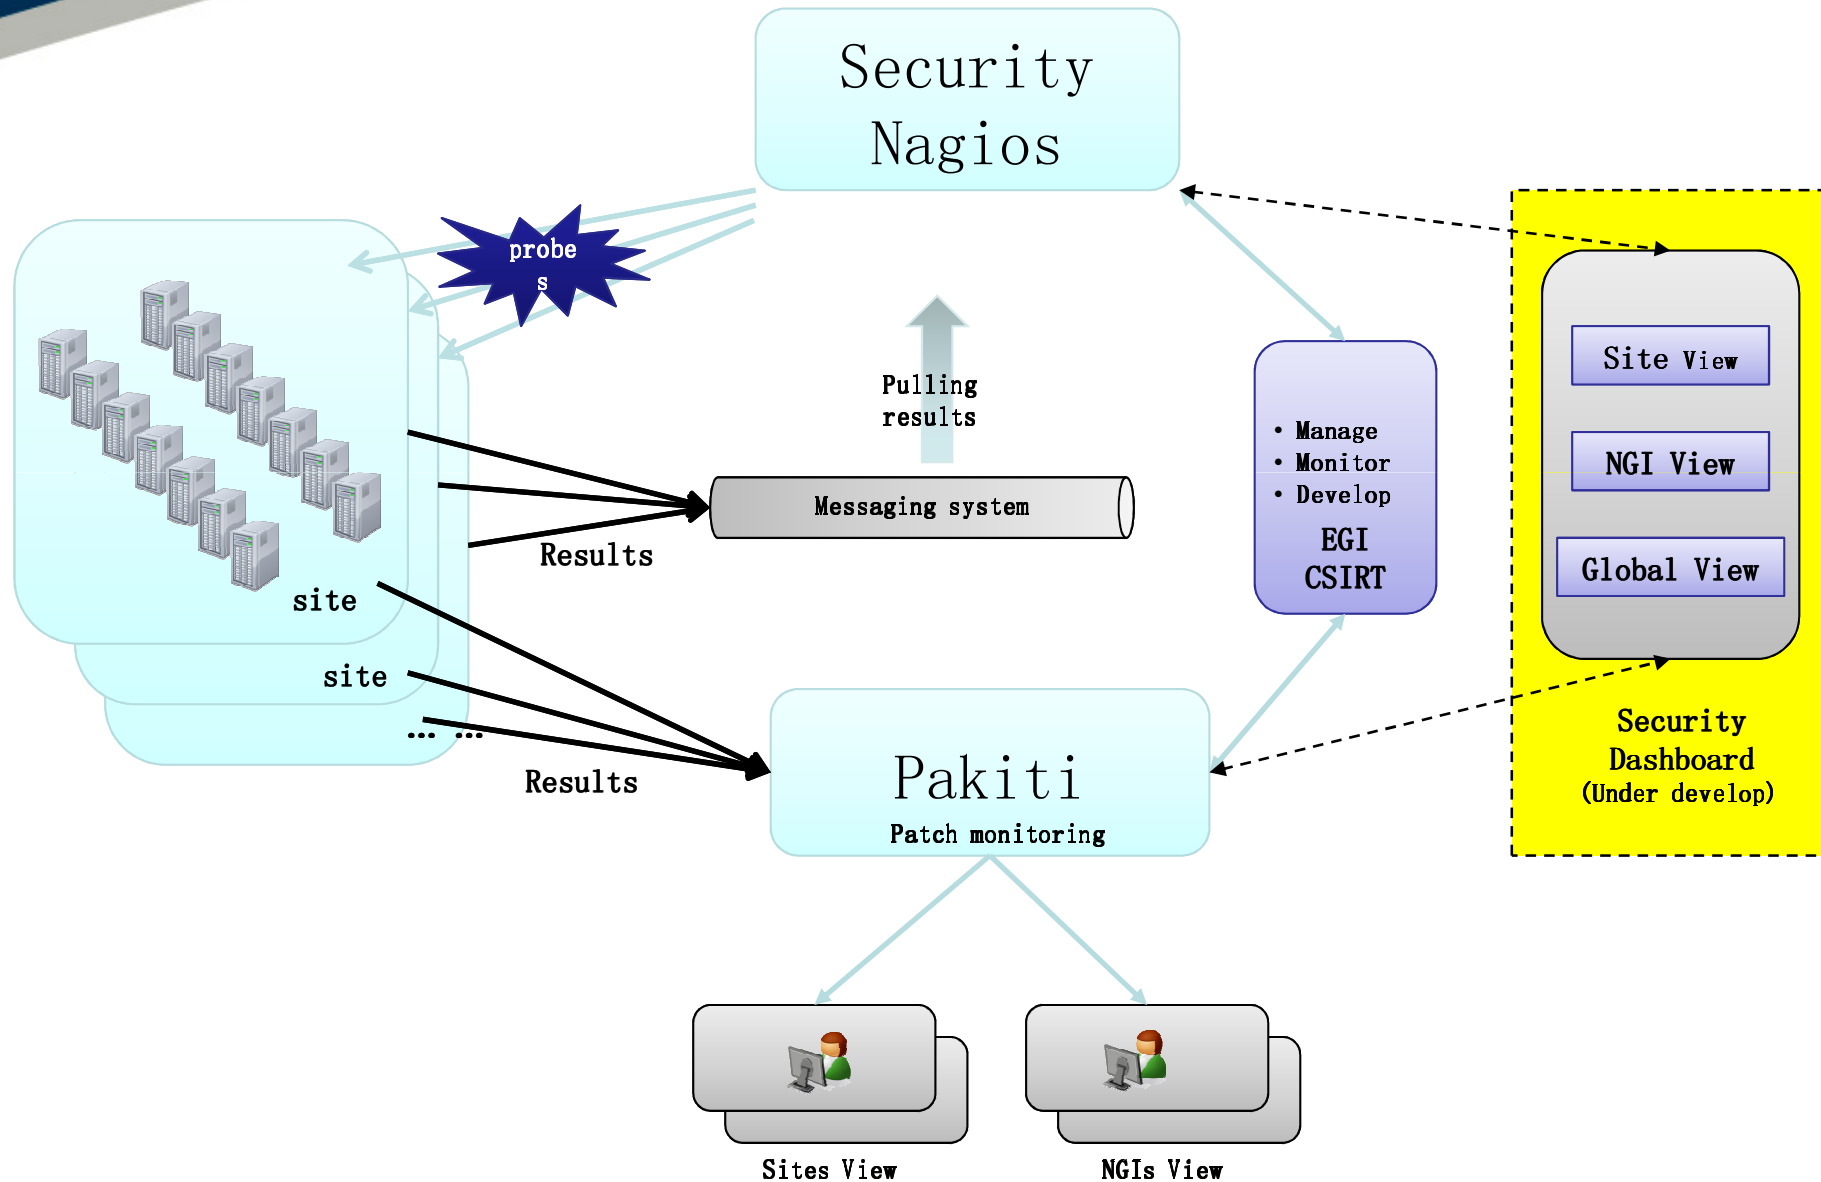 Security
Nagios
probe
s
Pulling
results
Messaging system
Results
site
site
... ...
Results
• Manage
• Monitor
• Develop
EGI
CSIRT
Site View
NGI View
Global View
Security
Dashboard
(Under develop)
Pakiti
Patch monitoring
Sites View
NGIs View